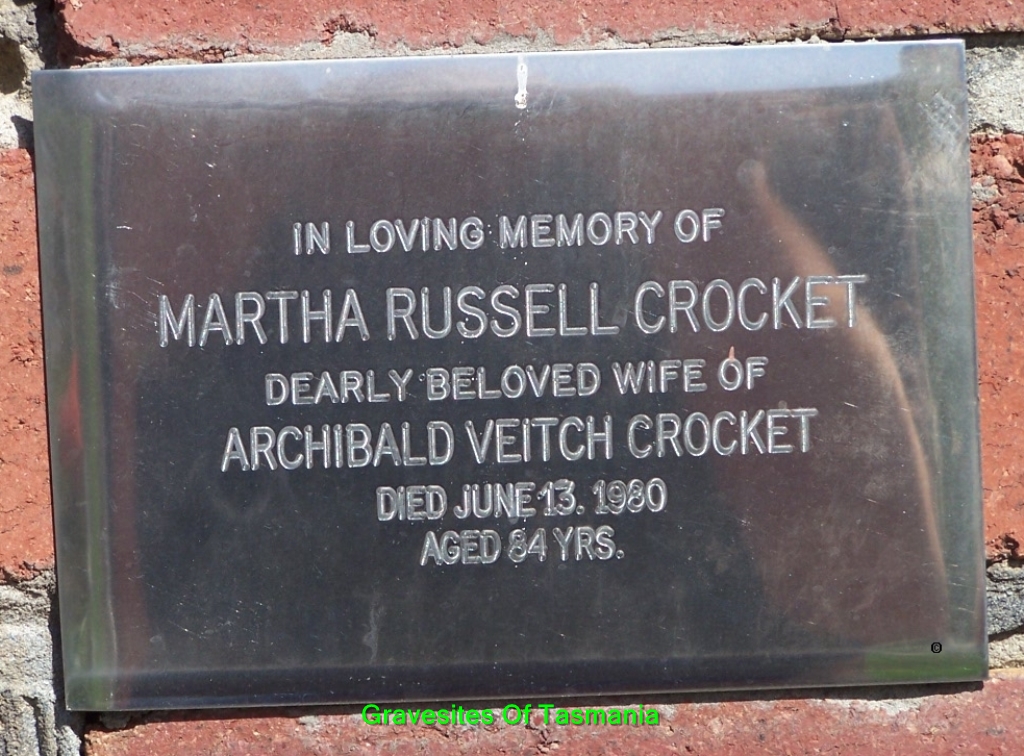 IN LOVING MEMORY OF
MARTHA RUSSELL CROCKET
DEARLY BELOVED WIFE OF
ARCHIBALD VEITCH CROCKET
DIED JUNE 13. 1980
AGED 84 YRS.
©
Gravesites Of Tasmania